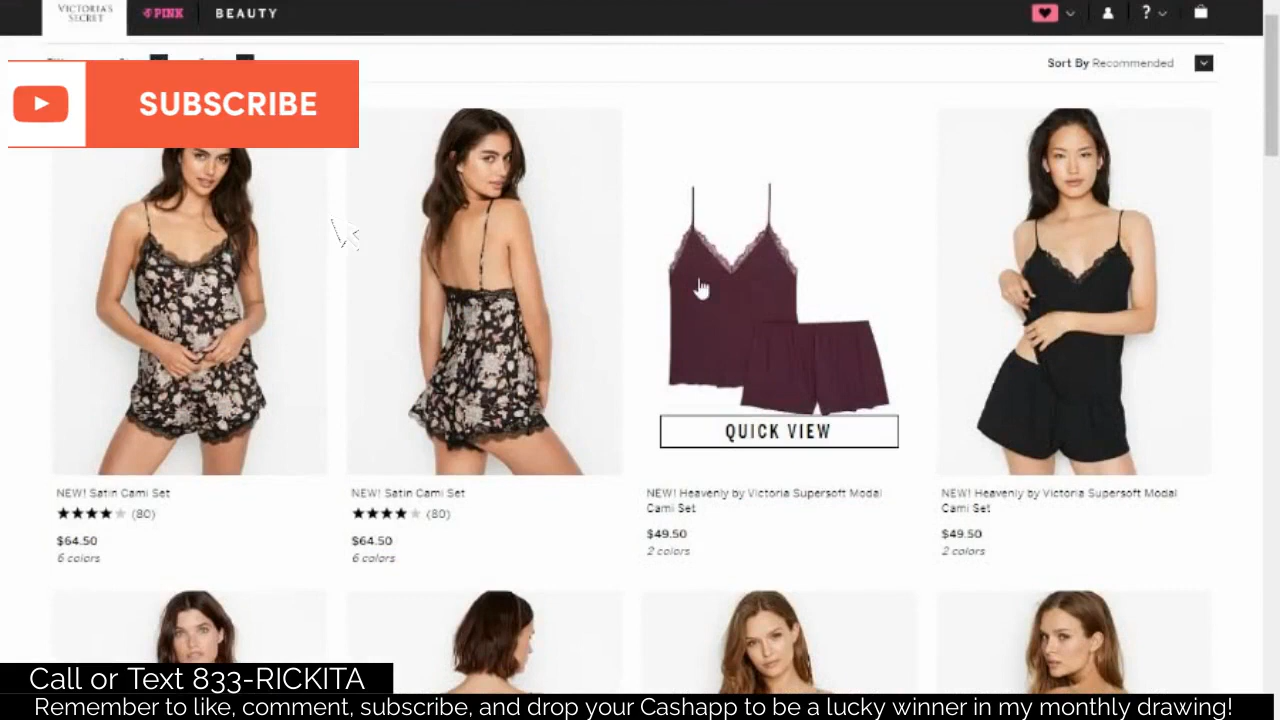 VICTORIA'S
SECRET
PINK
BEAUTY
?
Sort By Recommended
SUBSCRIBE
QUICK VIEW
NEW! Satin Cami Set
(80)
$64.50
6 colors
NEW! Satin Cami Set
(80)
$64.50
6 colors
NEW! Heavenly by Victoria Supersoft Modal
Cami Set
$49.50
2 colors
NEW! Heavenly by Victoria Supersoft Modal
Cami Set
$49.50
2 colors
Call or Text 833-RICKITA
Remember to like, comment, subscribe, and drop your Cashapp to be a lucky winner in my monthly drawing!